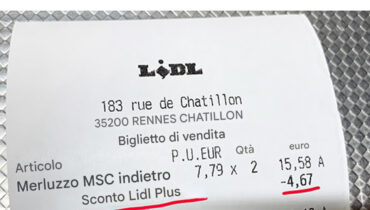 LIDL
183 rue de Chatillon
35200 RENNES CHATILLON
Biglietto di vendita
Articolo P.U.EUR Qtà euro
Merluzzo MSC indietro 7,79 x 2 15,58 A
Sconto Lidl Plus -4,67